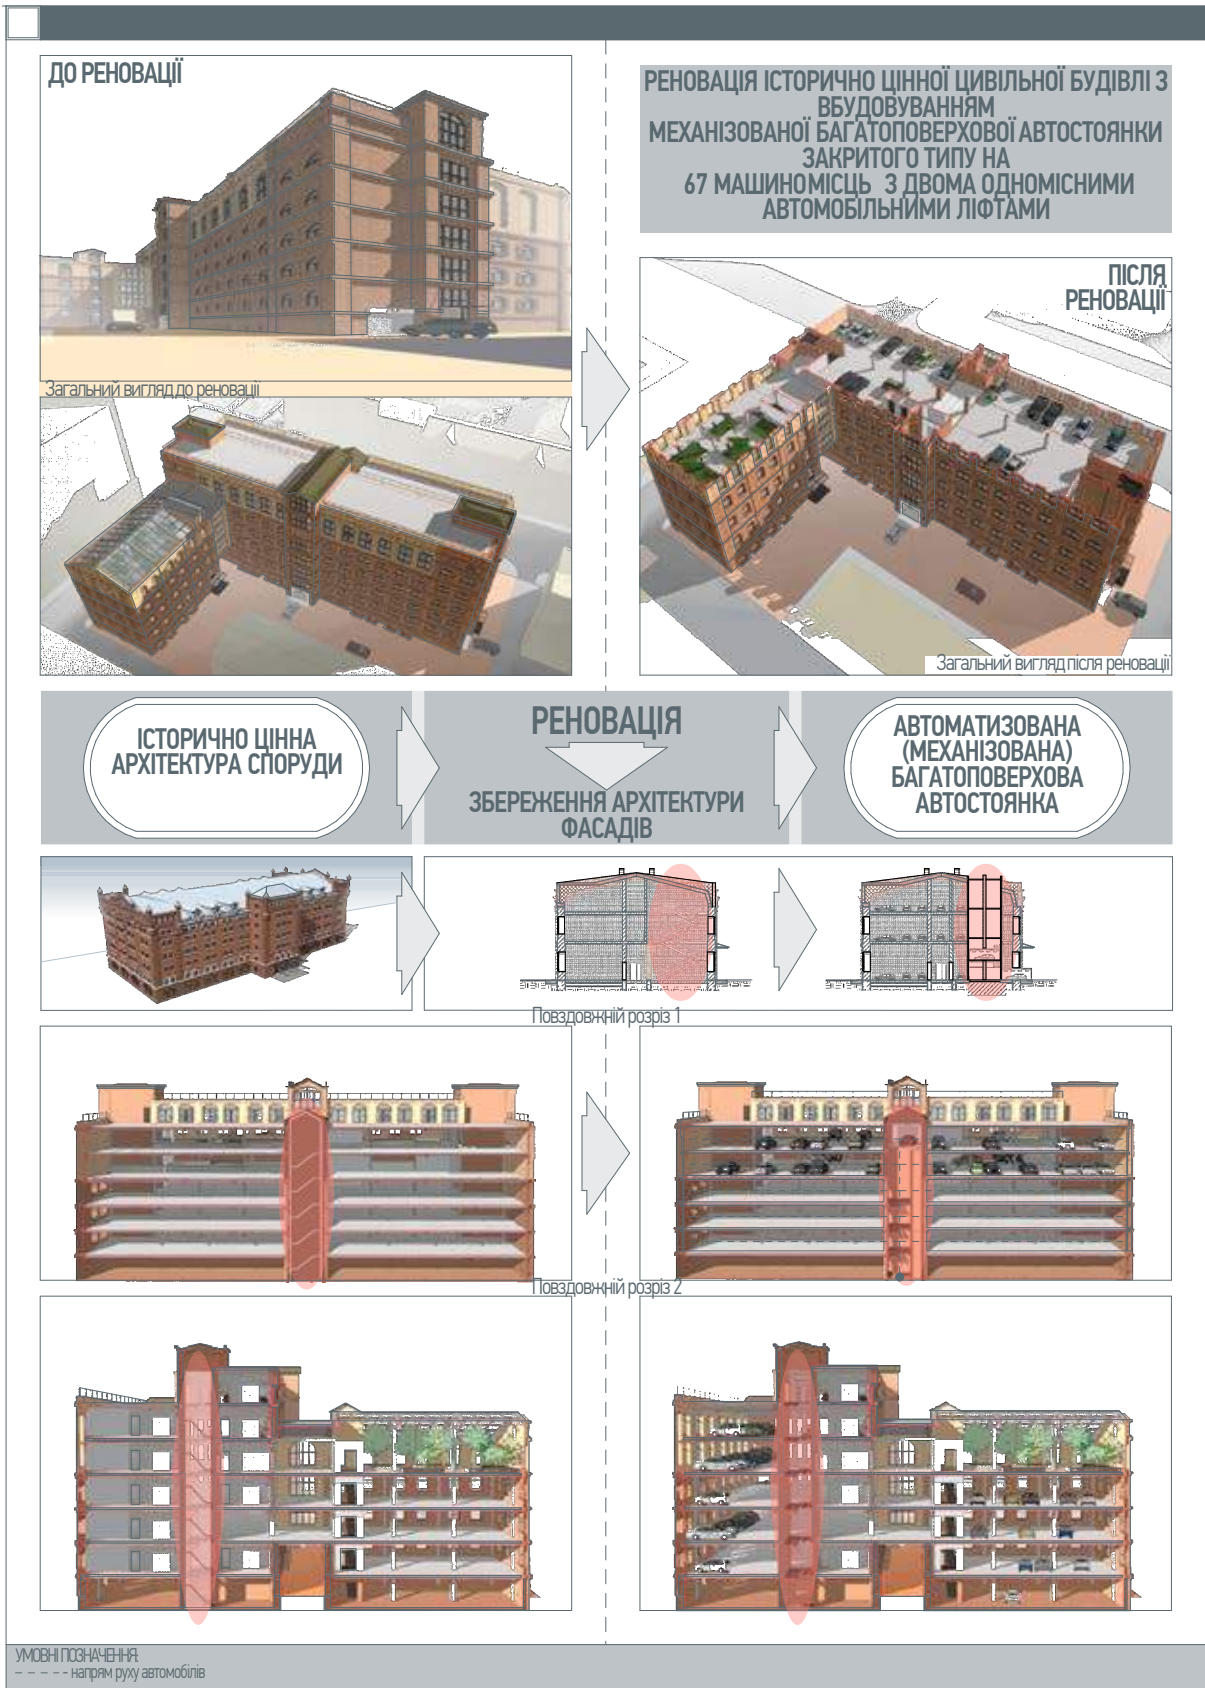 ДО РЕНОВАЦІЇ
РЕНОВАЦІЯ ІСТОРИЧНО ЦІННОЇ ЦИВІЛЬНОЇ БУДІВЛІ З
ВБУДОВУВАННЯМ
МЕХАНІЗОВАНОЇ БАГАТОПОВЕРХОВОЇ АВТОСТОЯНКИ
ЗАКРИТОГО ТИПУ НА
67 МАШИНОМІСЦЬ З ДВОМА ОДНОМІСНИМИ
АВТОМОБІЛЬНИМИ ЛІФТАМИ
ПІСЛЯ
РЕНОВАЦІЇ
Загальний вигляд до реновації
Загальний вигляд після реновації
ІСТОРИЧНО ЦІННА
АРХІТЕКТУРА СПОРУДИ
РЕНОВАЦІЯ
ЗБЕРЕЖЕННЯ АРХІТЕКТУРИ
ФАСАДІВ
АВТОМАТИЗОВАНА
(МЕХАНІЗОВАНА)
БАГАТОПОВЕРХОВА
АВТОСТОЯНКА
Повздовжній розріз 1
Повздовжній розріз 2
УМОВНІ ПОЗНАЧЕННЯ:
- - - - - напрям руху автомобілів